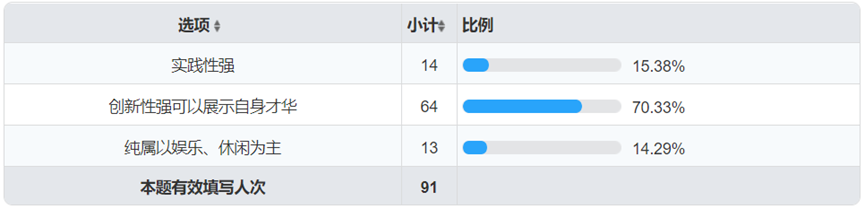 选项 小计 比例
实践性强 14 15.38%
创新性强可以展示自身才华 64 70.33%
纯属以娱乐、休闲为主 13 14.29%
本题有效填写人次 91